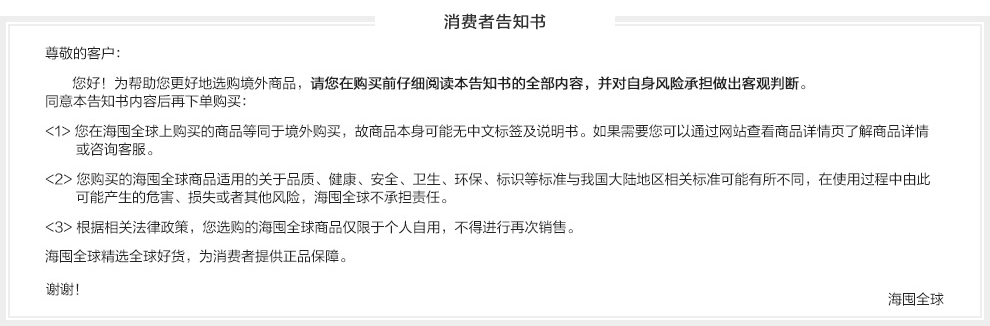 消费者告知书
尊敬的客户：
您好！为帮助您更好地选购境外商品，请您在购买前仔细阅读本告知书的全部内容，并对自身风险承担做出客观判断。
同意本告知书内容后再下单购买：
<1> 您在海囤全球上购买的商品等同于境外购买，故商品本身可能无中文标签及说明书。如果需要您可以通过网站查看商品详情页了解商品详情
或咨询客服。
<2> 您购买的海囤全球商品适用的关于品质、健康、安全、卫生、环保、标识等标准与我国大陆地区相关标准可能有所不同，在使用过程中由此
可能产生的危害、损失或者其他风险，海囤全球不承担责任。
<3> 根据相关法律政策，您选购的海囤全球商品仅限于个人自用，不得进行再次销售。
海囤全球精选全球好货，为消费者提供正品保障。
谢谢！
海囤全球